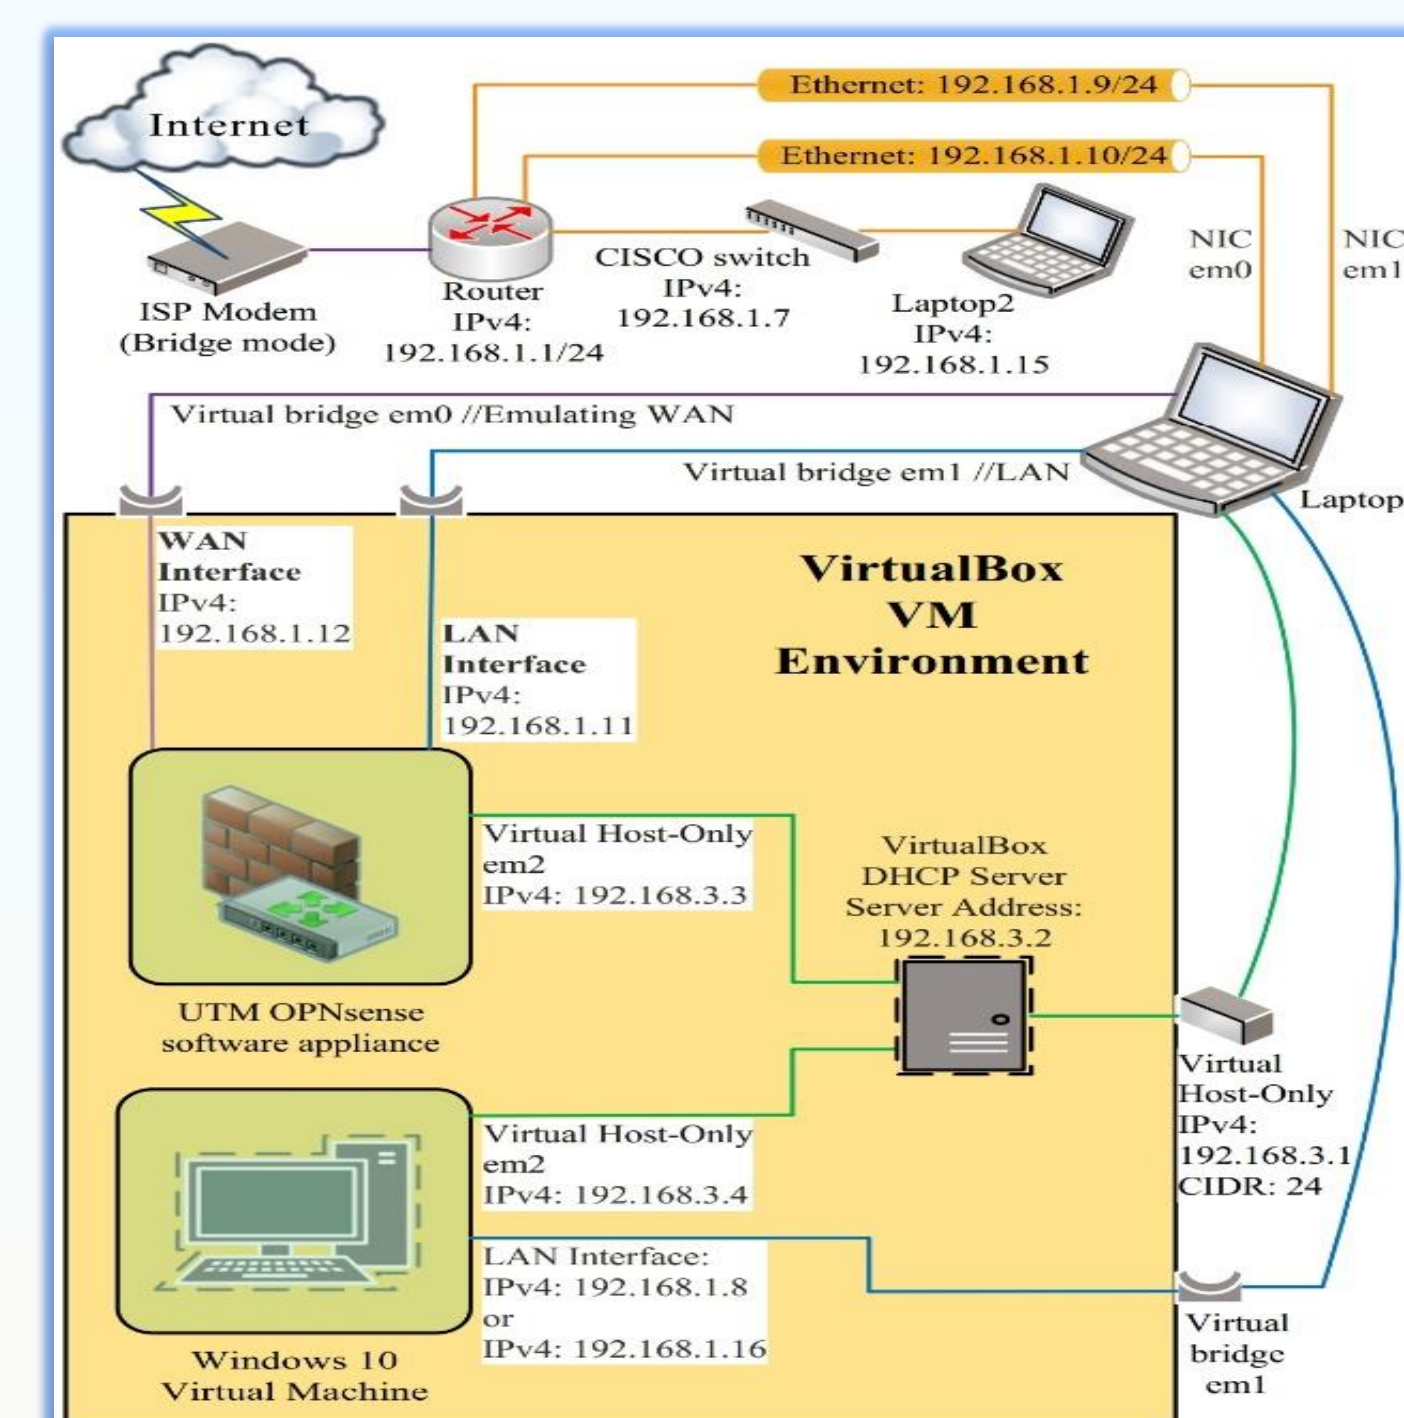 Internet
Ethernet: 192.168.1.9/24
Ethernet: 192.168.1.10/24
NIC
em0
NIC
em1
CISCO switch
IPv4:
192.168.1.7
Router
IPv4:
192.168.1.1/24
ISP Modem
(Bridge mode)
Laptop2
IPv4:
192.168.1.15
Virtual bridge em0 //Emulating WAN
Virtual bridge em1 //LAN
Laptop
WAN
Interface
IPv4:
192.168.1.12
LAN
Interface
IPv4:
192.168.1.11
VirtualBox
VM
Environment
Virtual Host-Only
em2
IPv4: 192.168.3.3
VirtualBox
DHCP Server
Server Address:
192.168.3.2
UTM OPNsense
software appliance
Virtual
Host-Only
IPv4:
192.168.3.1
CIDR: 24
Virtual Host-Only
em2
IPv4: 192.168.3.4
LAN Interface:
IPv4: 192.168.1.8
or
IPv4: 192.168.1.16
Windows 10
Virtual Machine
Virtual
bridge
em1